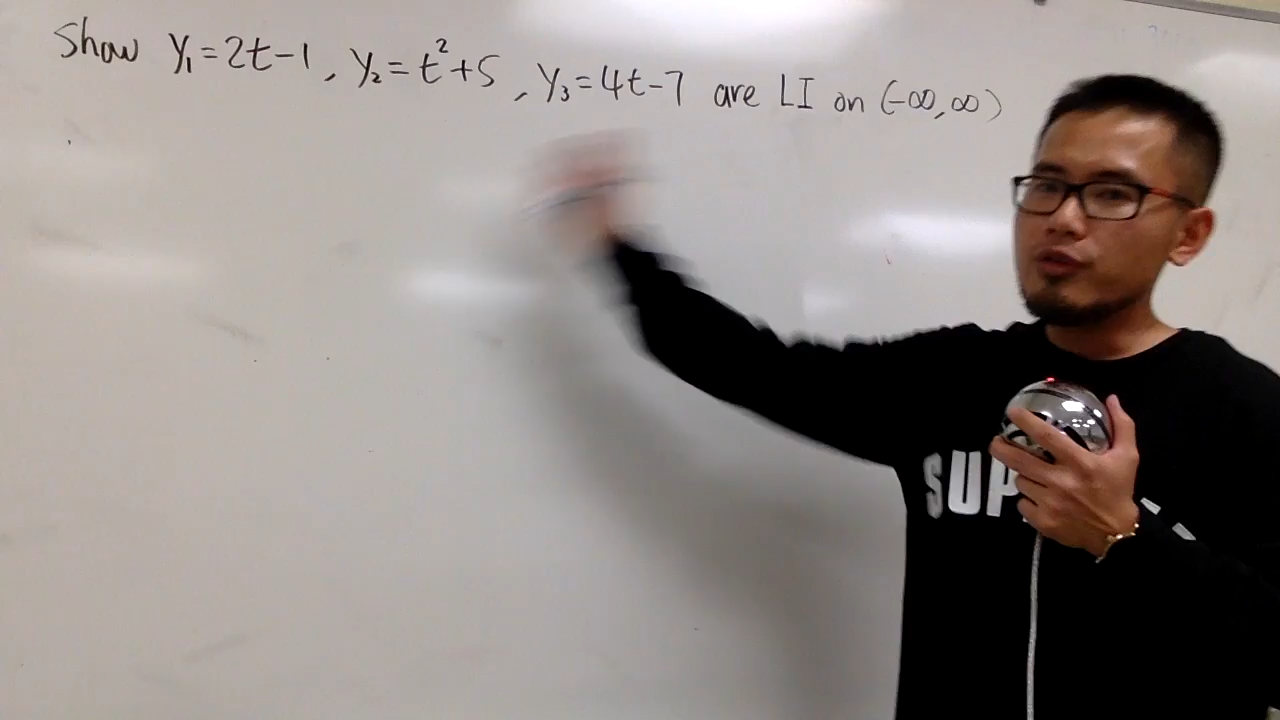 Show y₁=2t-1, y₂=t²+5, y₃=4t-7 are LI on (-∞,∞)
SUP